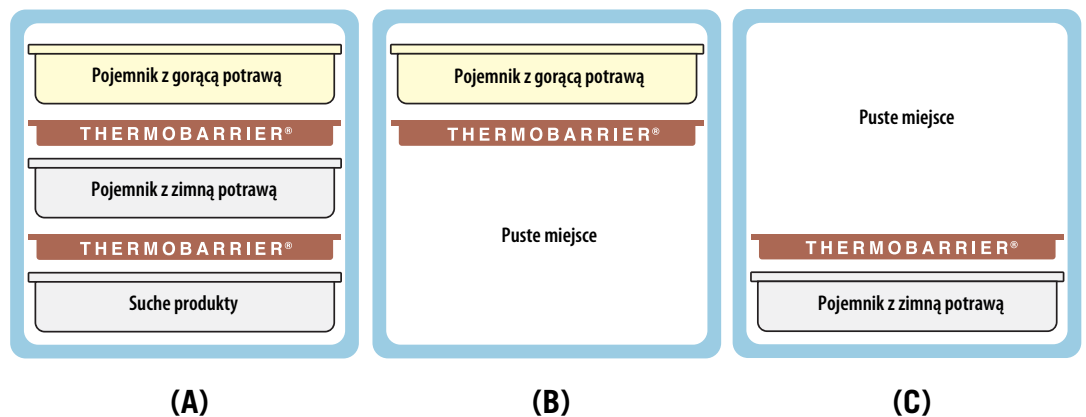 Pojemnik z gorącą potrawą
THERMOBARRIER®
Pojemnik z zimną potrawą
THERMOBARRIER®
Suche produkty
(A)
Pojemnik z gorącą potrawą
THERMOBARRIER®
Puste miejsce
(B)
Puste miejsce
THERMOBARRIER®
Pojemnik z zimną potrawą
(C)